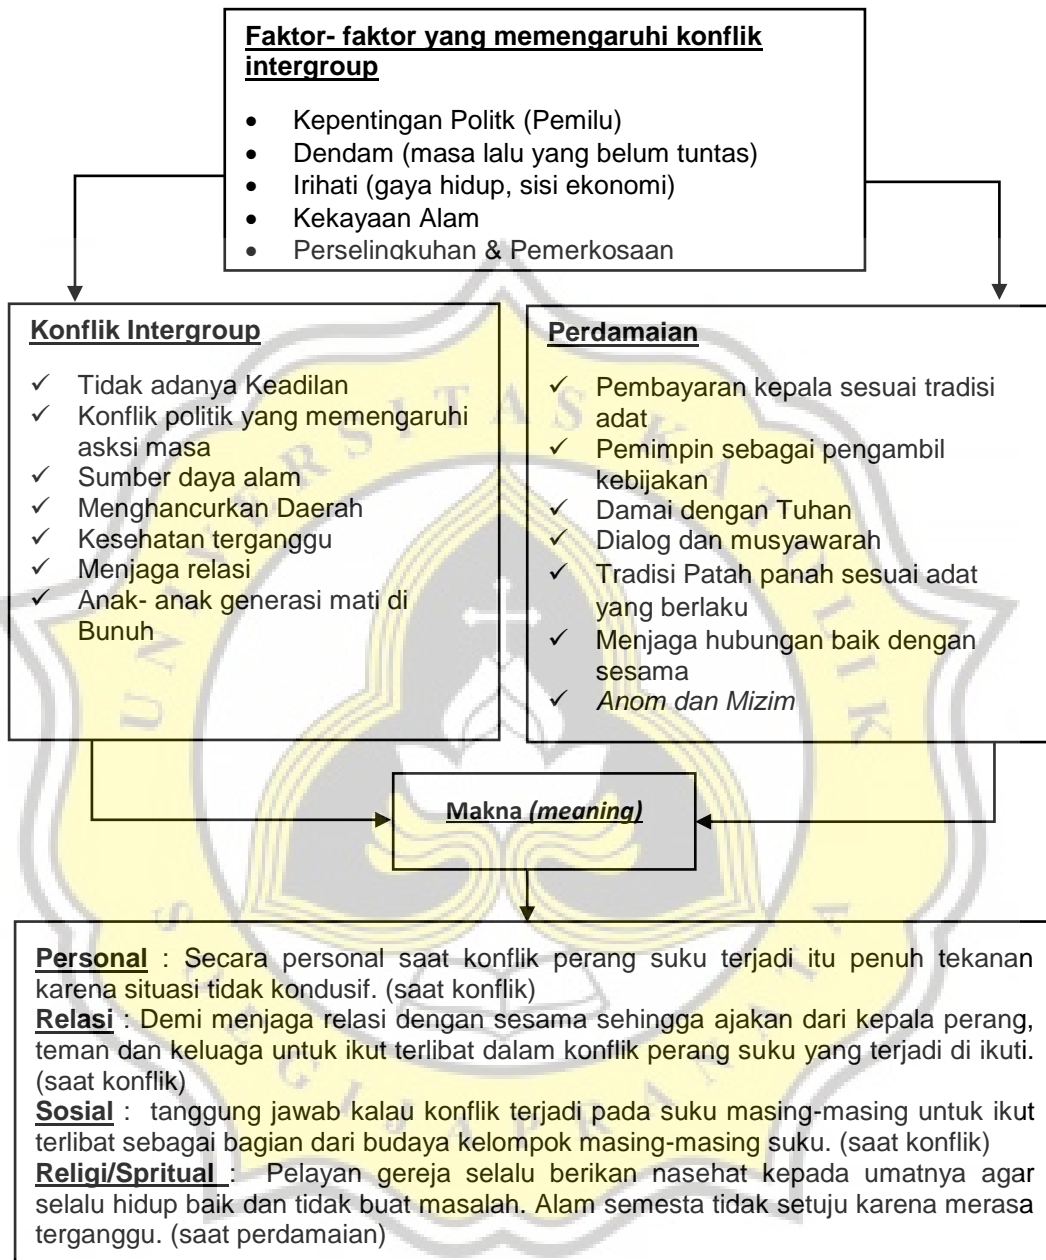 Faktor- faktor yang memengaruhi konflik
intergroup
• Kepentingan Politk (Pemilu)
• Dendam (masa lalu yang belum tuntas)
• Irihati (gaya hidup, sisi ekonomi)
• Kekayaan Alam
• Perselingkuhan & Pemerkosaan
Konflik Intergroup
✓ Tidak adanya Keadilan
✓ Konflik politik yang memengaruhi
asksi masa
✓ Sumber daya alam
✓ Menghancurkan Daerah
✓ Kesehatan terganggu
✓ Menjaga relasi
✓ Anak- anak generasi mati di
Bunuh
Perdamaian
✓ Pembayaran kepala sesuai tradisi
adat
✓ Pemimpin sebagai pengambil
kebijakan
✓ Damai dengan Tuhan
✓ Dialog dan musyawarah
✓ Tradisi Patah panah sesuai adat
yang berlaku
✓ Menjaga hubungan baik dengan
sesama
✓ Anom dan Mizim
Makna (meaning)
Personal : Secara personal saat konflik perang suku terjadi itu penuh tekanan
karena situasi tidak kondusif. (saat konflik)
Relasi : Demi menjaga relasi dengan sesama sehingga ajakan dari kepala perang,
teman dan keluaga untuk ikut terlibat dalam konflik perang suku yang terjadi di ikuti.
(saat konflik)
Sosial : tanggung jawab kalau konflik terjadi pada suku masing-masing untuk ikut
terlibat sebagai bagian dari budaya kelompok masing-masing suku. (saat konflik)
Religi/Spritual : Pelayan gereja selalu berikan nasehat kepada umatnya agar
selalu hidup baik dan tidak buat masalah. Alam semesta tidak setuju karena merasa
terganggu. (saat perdamaian)
UNIVERSITAS KATOLIK
SOEGIJAPRANATA